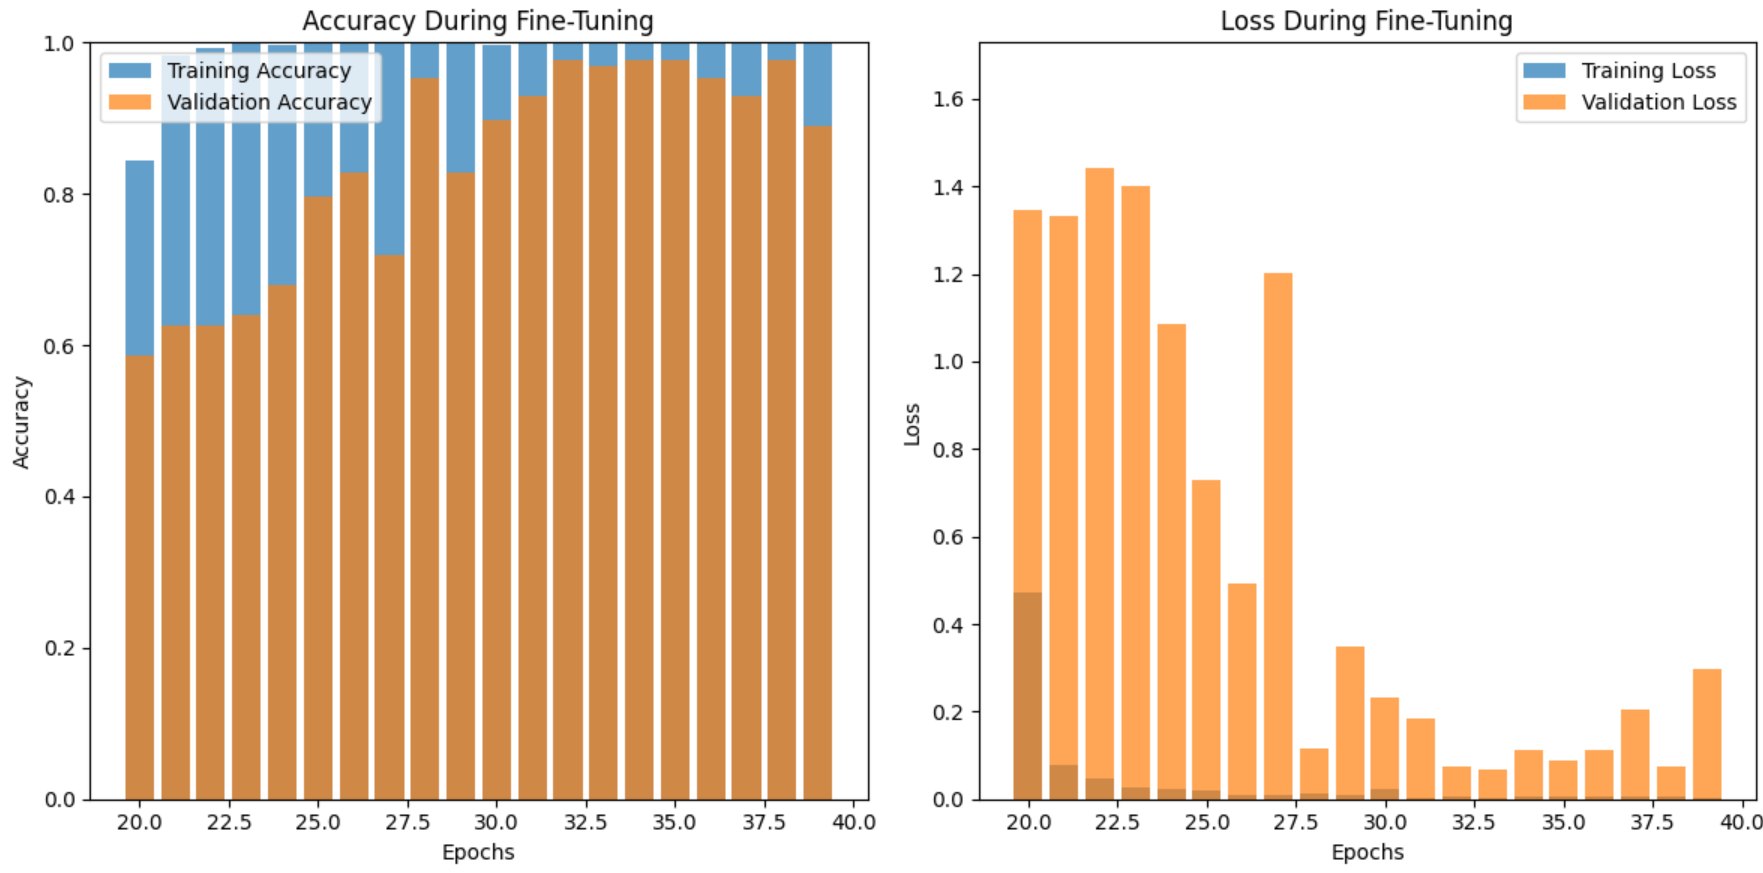 Accuracy During Fine-Tuning
Training Accuracy
Validation Accuracy
1.0
0.8
0.6
0.4
0.2
0.0
Accuracy
20.0 22.5 25.0 27.5 30.0 32.5 35.0 37.5 40.0
Epochs
Loss During Fine-Tuning
Training Loss
Validation Loss
1.6
1.4
1.2
1.0
0.8
0.6
0.4
0.2
0.0
Loss
20.0 22.5 25.0 27.5 30.0 32.5 35.0 37.5 40.0
Epochs